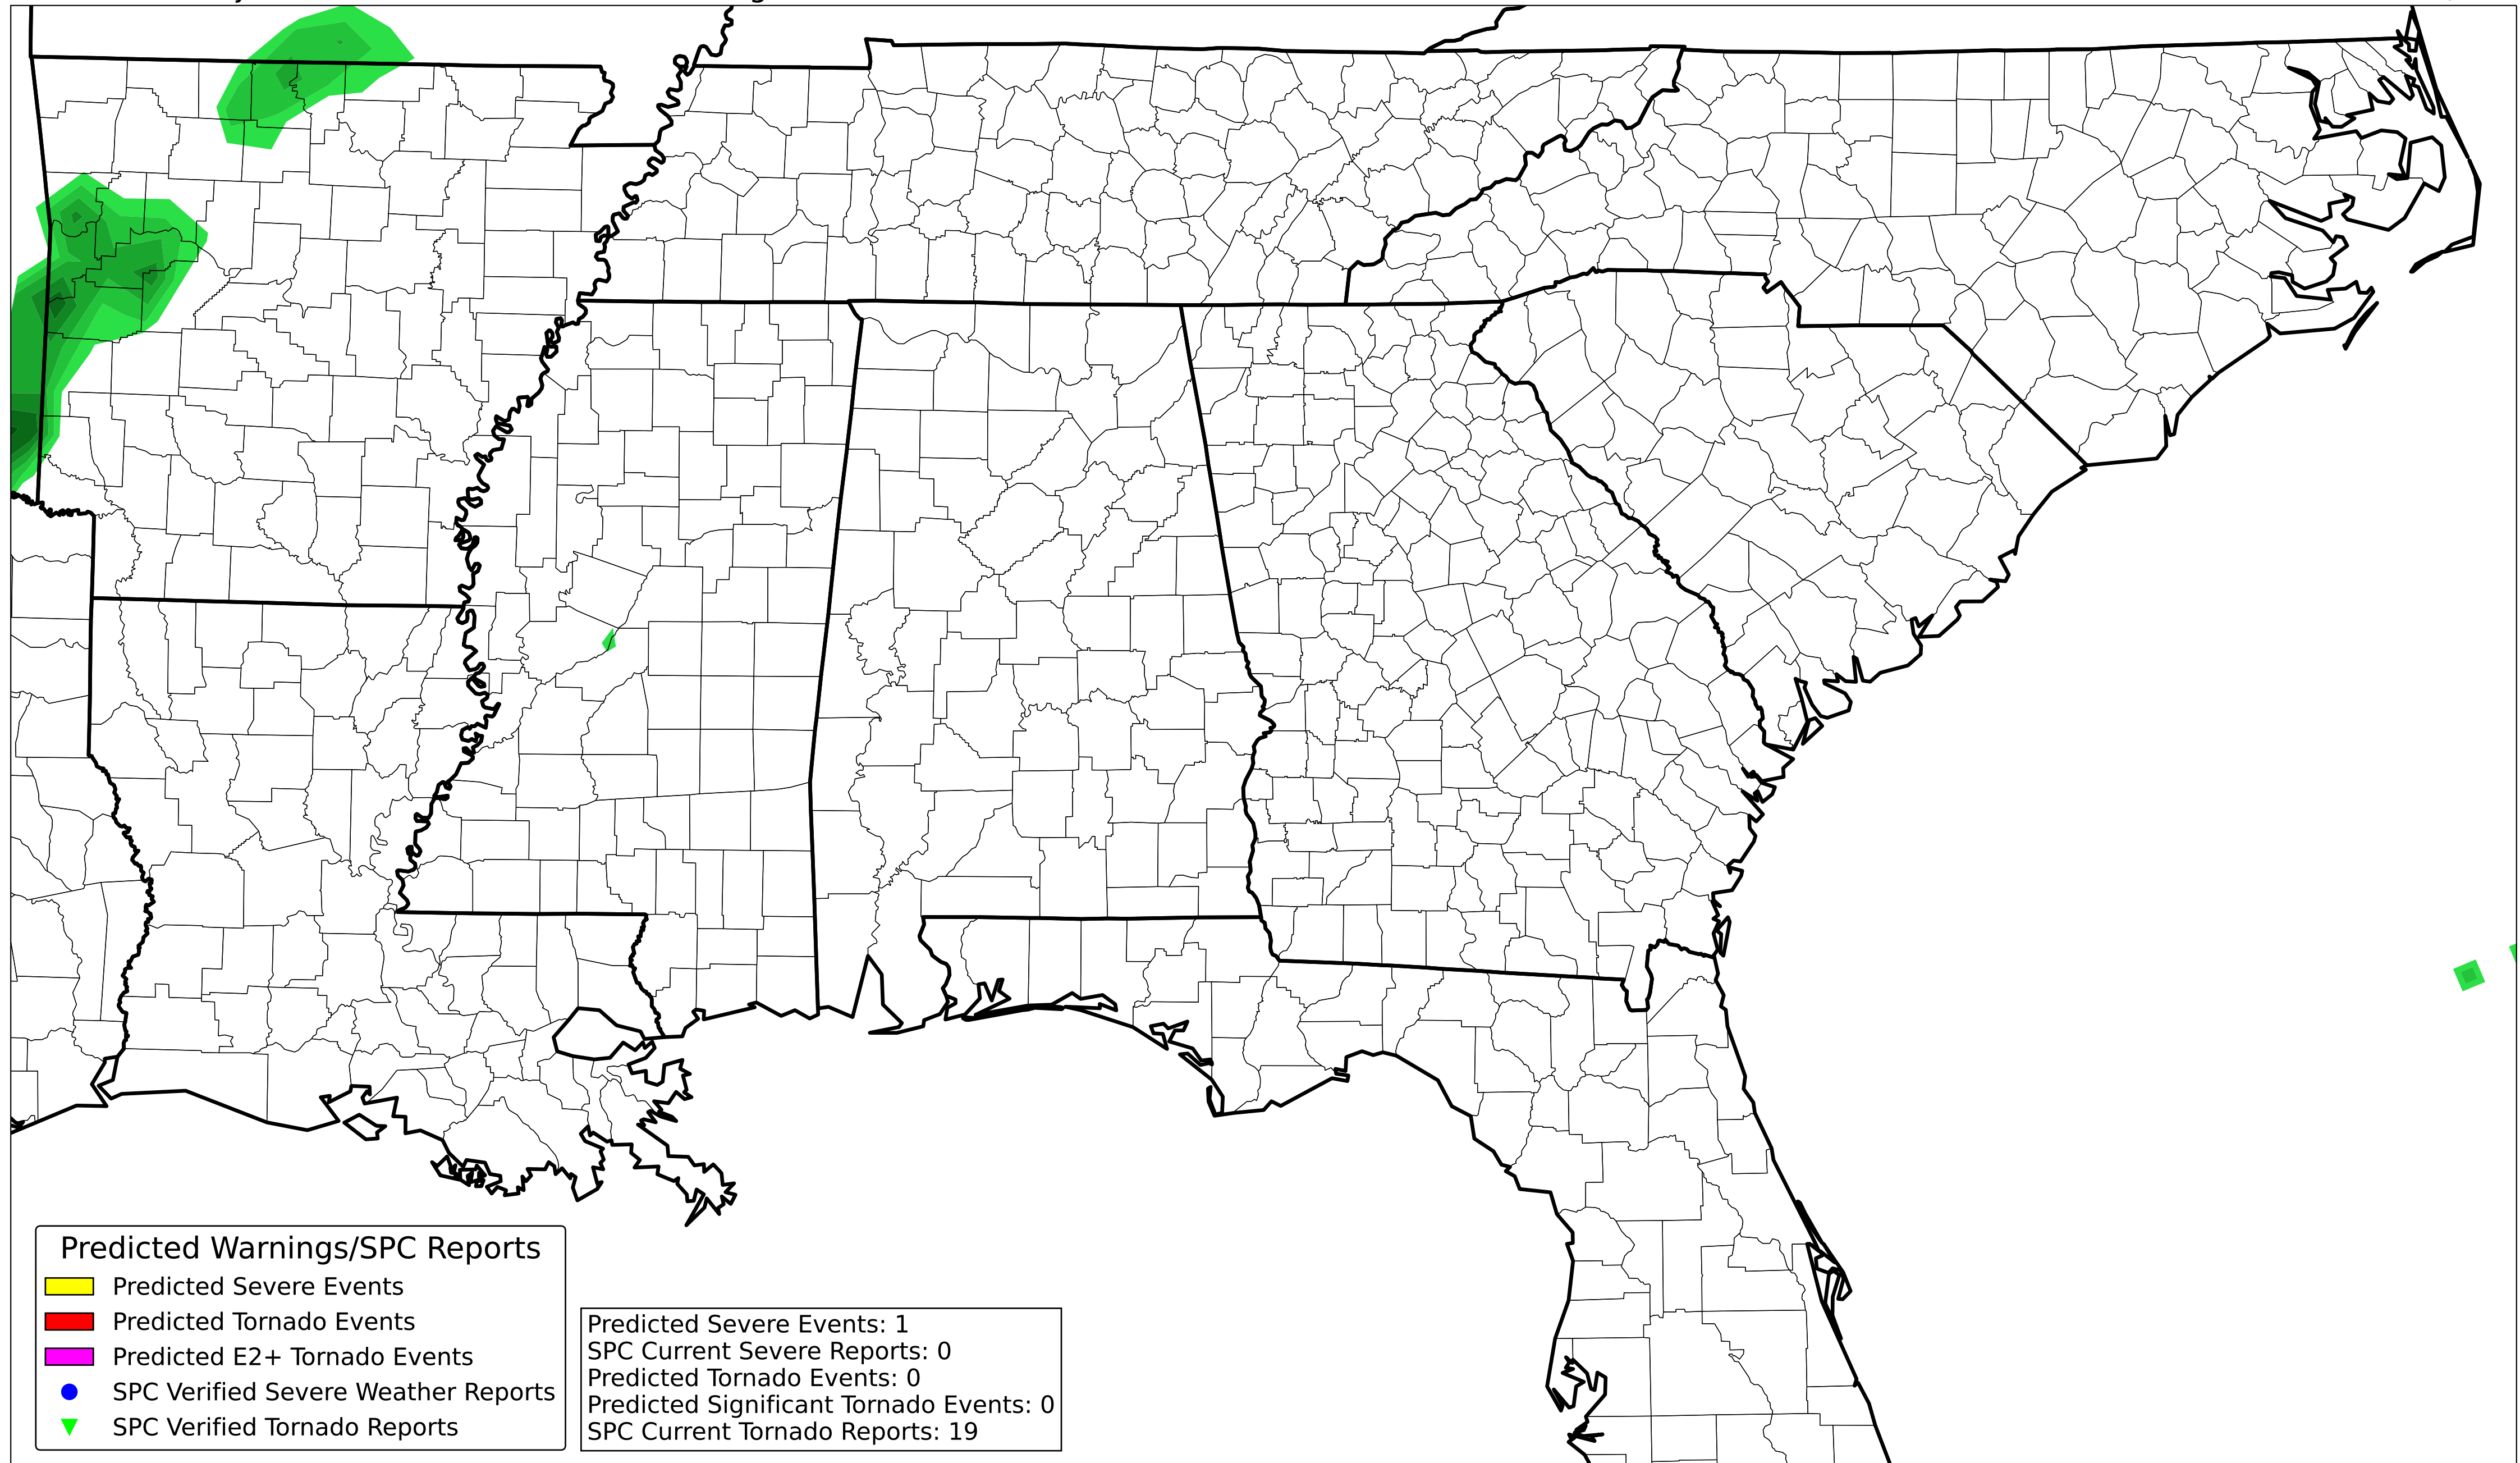 Predicted Warnings/SPC Reports
Predicted Severe Events
Predicted Tornado Events
Predicted E2+ Tornado Events
SPC Verified Severe Weather Reports
SPC Verified Tornado Reports
Predicted Severe Events: 1
SPC Current Severe Reports: 0
Predicted Tornado Events: 0
Predicted Significant Tornado Events: 0
SPC Current Tornado Reports: 19